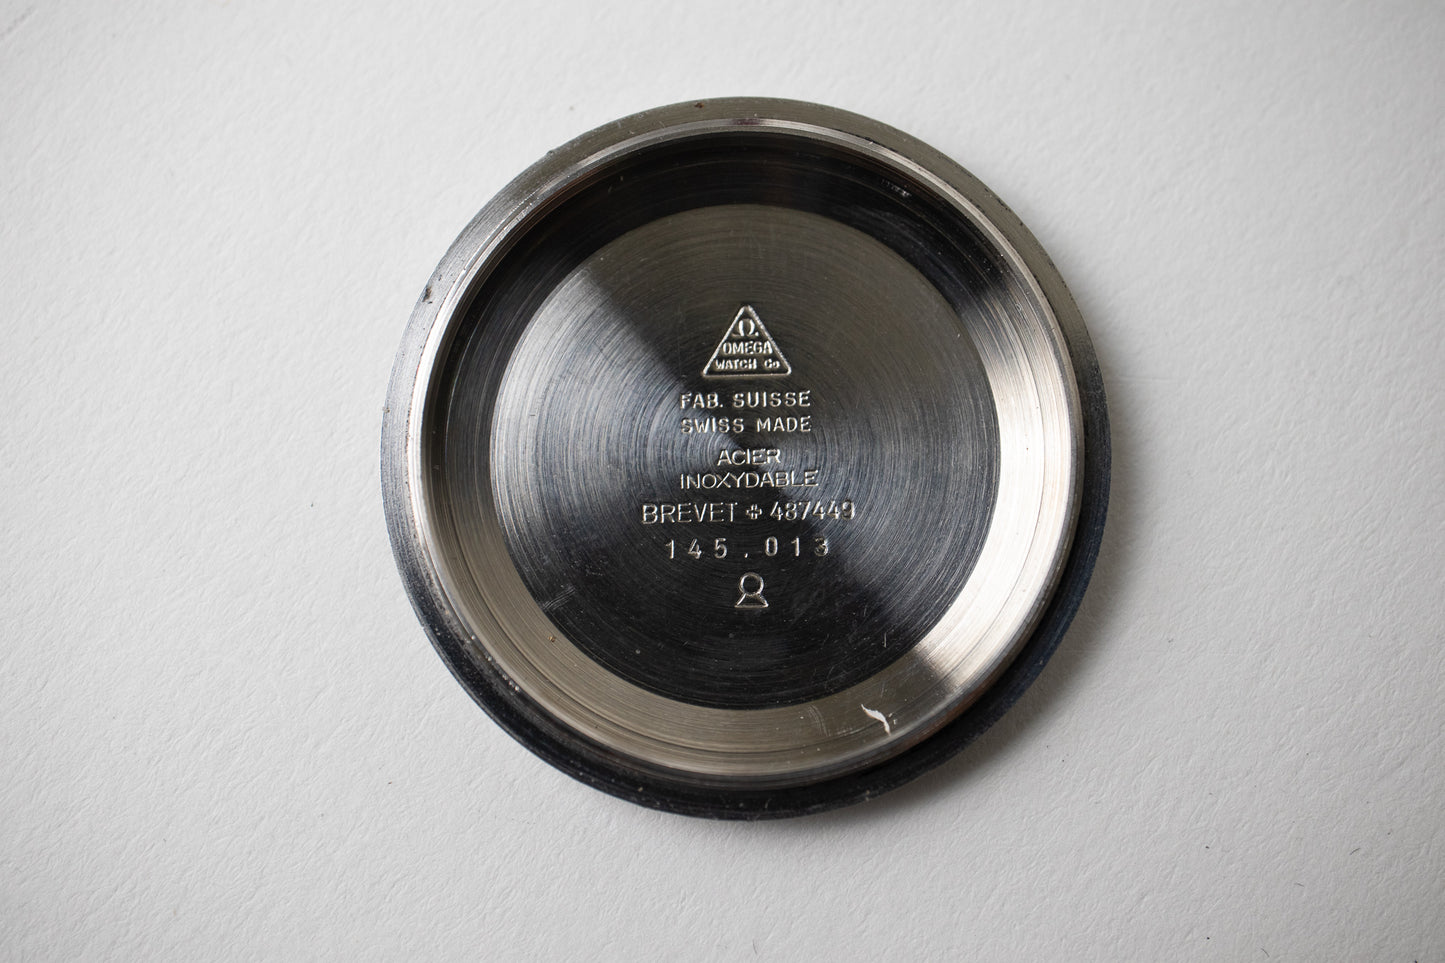 Ω
OMEGA
WATCH Co
FAB. SUISSE
SWISS MADE
ACIER
INOXYDABLE
BREVET ✚ 487449
145.013